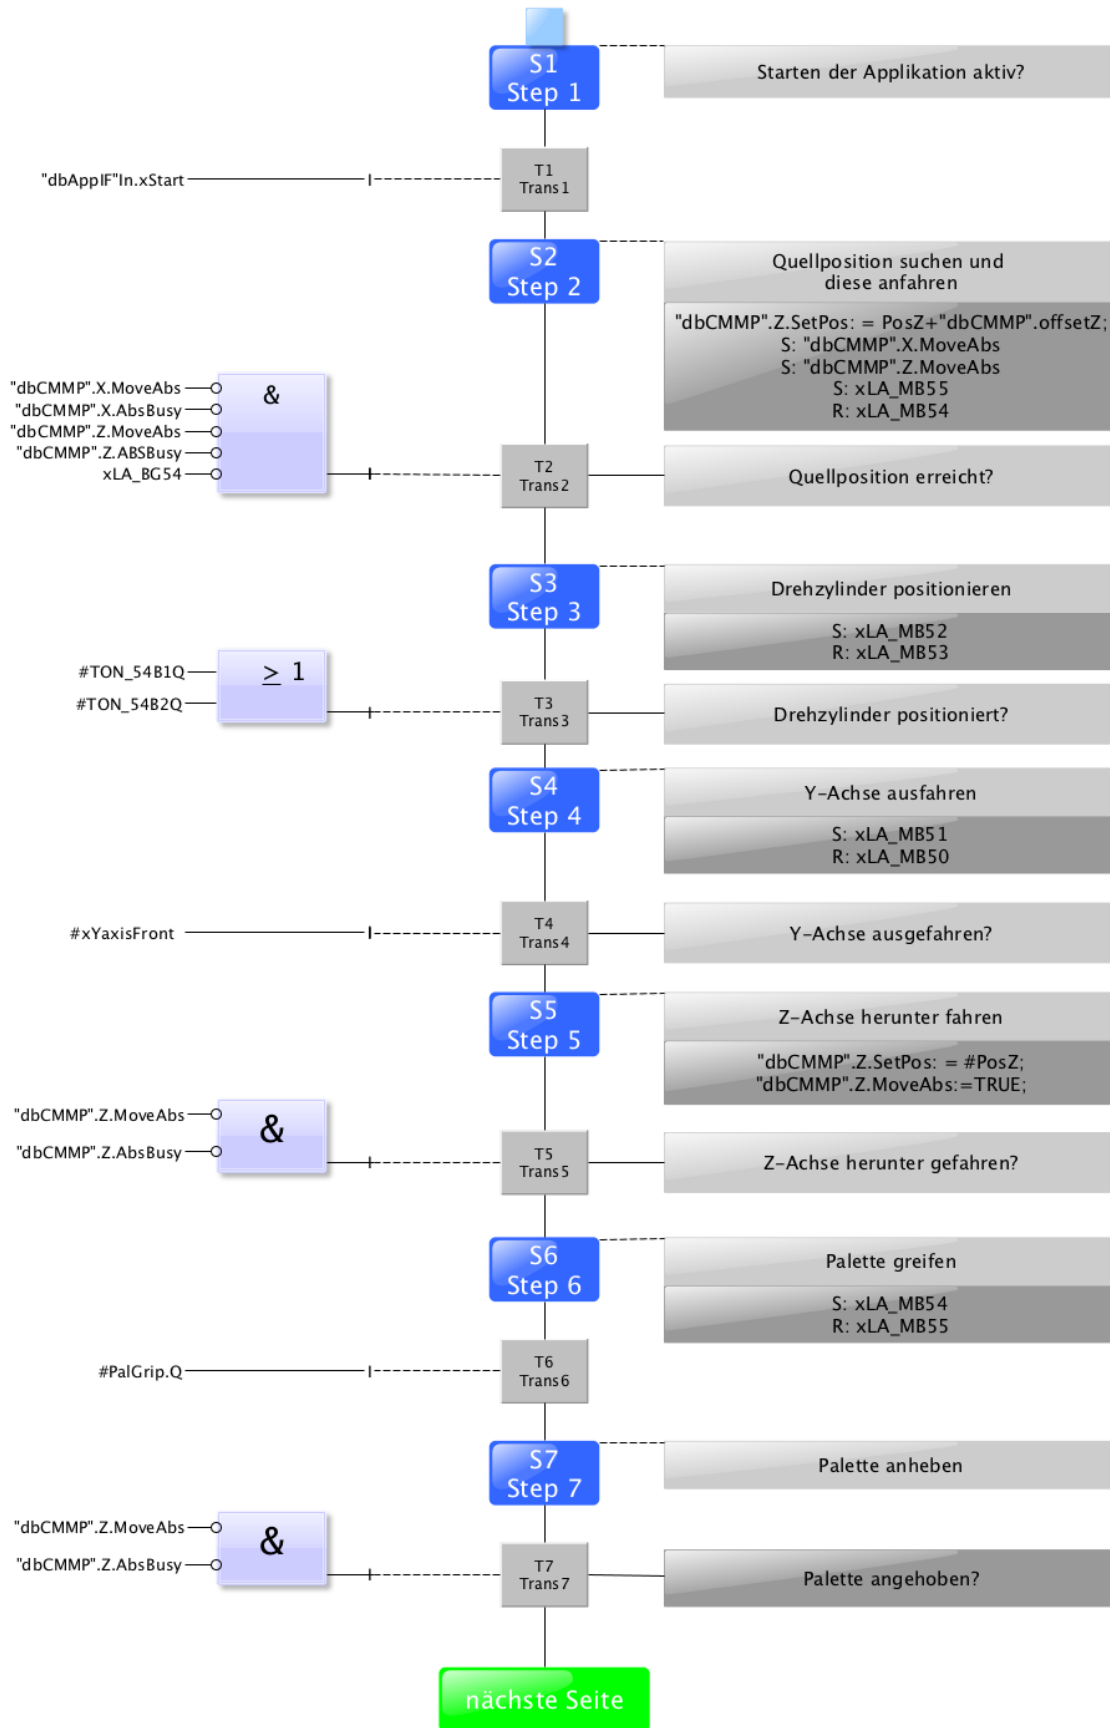 S1
Step 1
Starten der Applikation aktiv?
"dbAppIF"In.xStart
T1
Trans1
S2
Step 2
Quellposition suchen und
diese anfahren
"dbCMMP".Z.SetPos: = PosZ+"dbCMMP".offsetZ;
S: "dbCMMP".X.MoveAbs
S: "dbCMMP".Z.MoveAbs
S: xLA_MB55
R: xLA_MB54
"dbCMMP".X.MoveAbs
"dbCMMP".X.AbsBusy
"dbCMMP".Z.MoveAbs
"dbCMMP".Z.ABSBusy
xLA_BG54
&
T2
Trans2
Quellposition erreicht?
S3
Step 3
Drehzylinder positionieren
S: xLA_MB52
R: xLA_MB53
#TON_54B1Q
#TON_54B2Q
≥ 1
T3
Trans3
Drehzylinder positioniert?
S4
Step 4
Y-Achse ausfahren
S: xLA_MB51
R: xLA_MB50
#xYaxisFront
T4
Trans4
Y-Achse ausgefahren?
S5
Step 5
Z-Achse herunter fahren
"dbCMMP".Z.SetPos: = #PosZ;
"dbCMMP".Z.MoveAbs:=TRUE;
"dbCMMP".Z.MoveAbs
"dbCMMP".Z.AbsBusy
&
T5
Trans5
Z-Achse herunter gefahren?
S6
Step 6
Palette greifen
S: xLA_MB54
R: xLA_MB55
#PalGrip.Q
T6
Trans6
S7
Step 7
Palette anheben
"dbCMMP".Z.MoveAbs
"dbCMMP".Z.AbsBusy
&
T7
Trans7
Palette angehoben?
nächste Seite